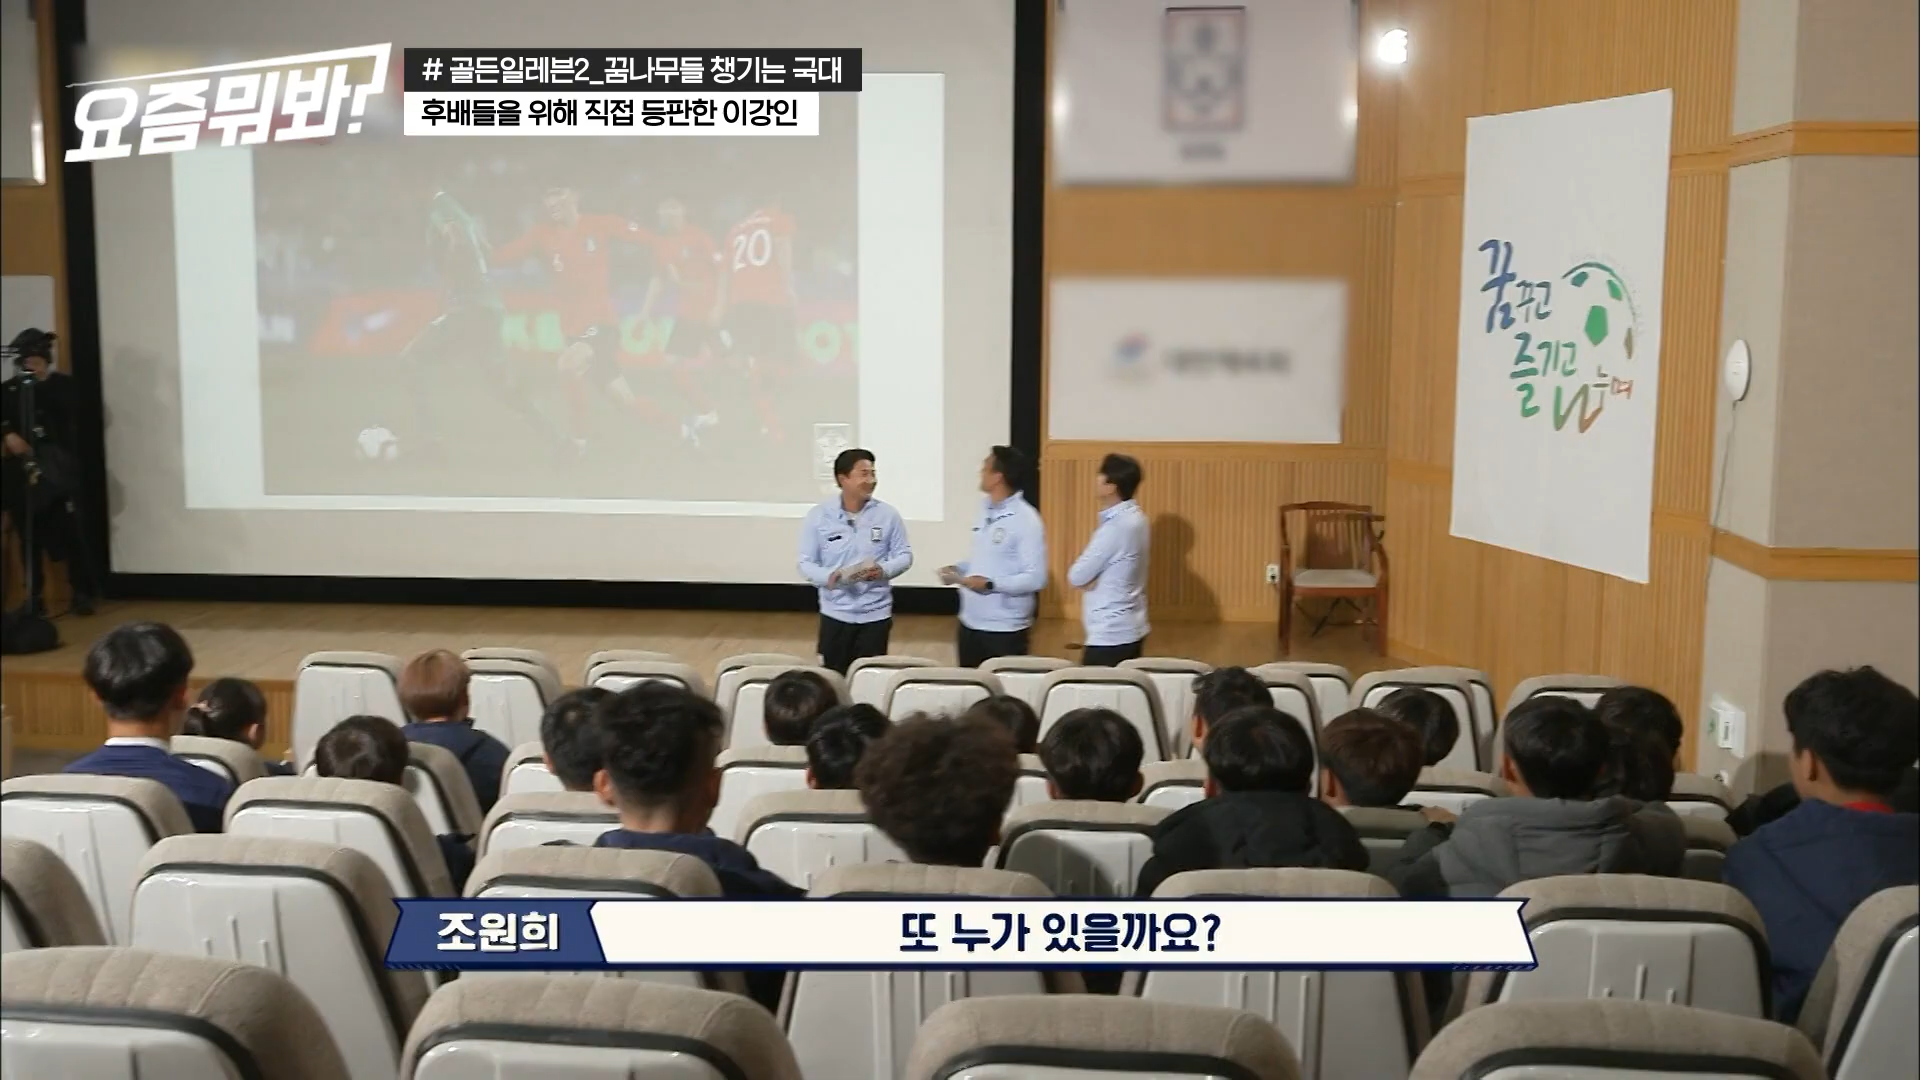 요즘뭐봐?
# 골든일레븐2_꿈나무들 챙기는 국대
후배들을 위해 직접 등판한 이강인
20
6
꿈꾸고
즐기고
나누며
조원희
또 누가 있을까요?